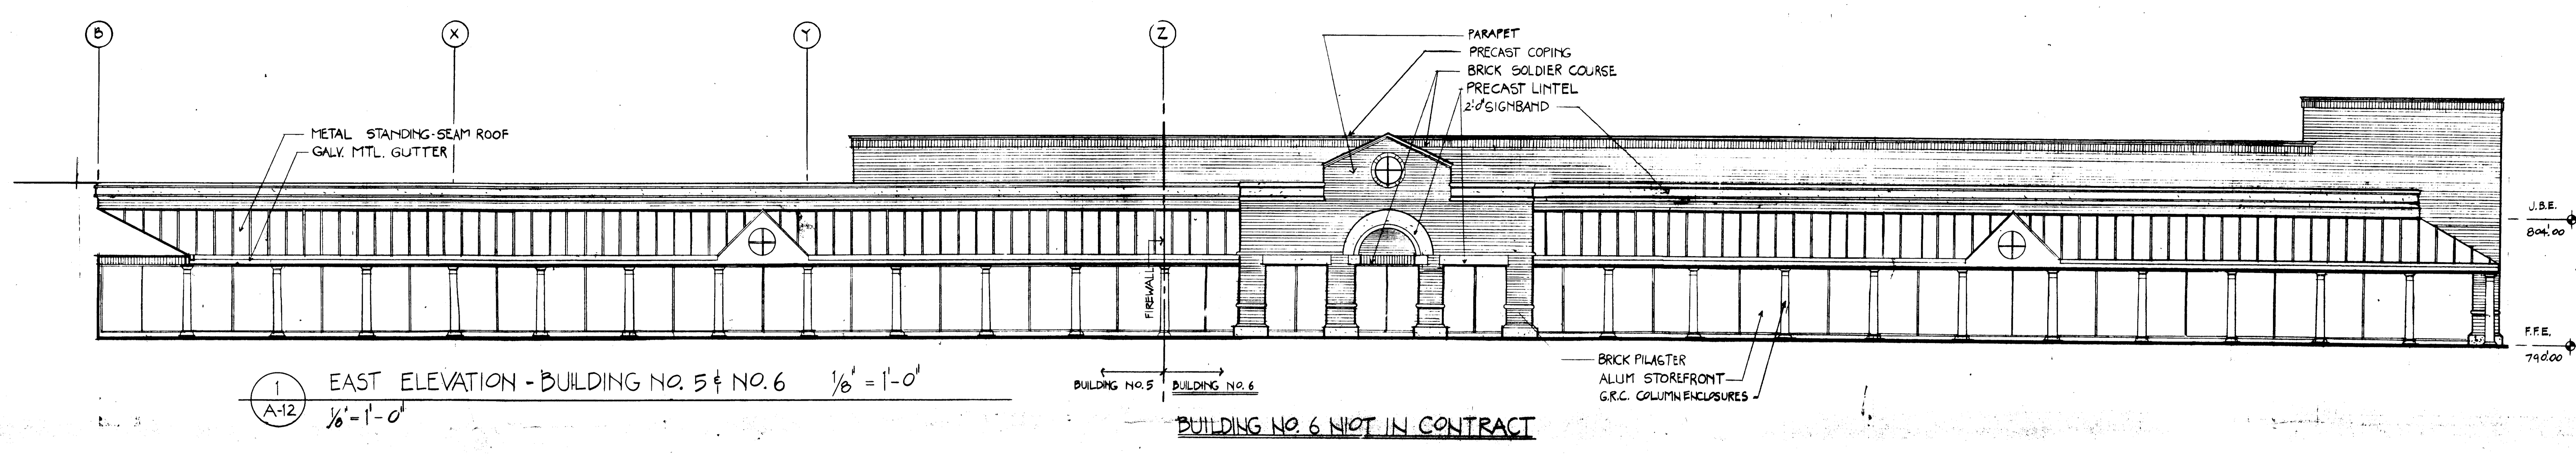 B
X
Y
Z
PARAPET
PRECAST COPING
BRICK SOLDIER COURSE
PRECAST LINTEL
2'-0" SIGNBAND
METAL STANDING-SEAM ROOF
GALV. MTL. GUTTER
J.B.E.
804.00
FIREWALL
F.F.E.
790.00
BRICK PILASTER
ALUM STOREFRONT
G.R.C. COLUMN ENCLOSURES
1
A-12
EAST ELEVATION - BUILDING NO. 5 & NO. 6 1/8" = 1'-0"
1/8" = 1'-0"
BUILDING NO. 5
BUILDING NO. 6
BUILDING NO. 6 NOT IN CONTRACT